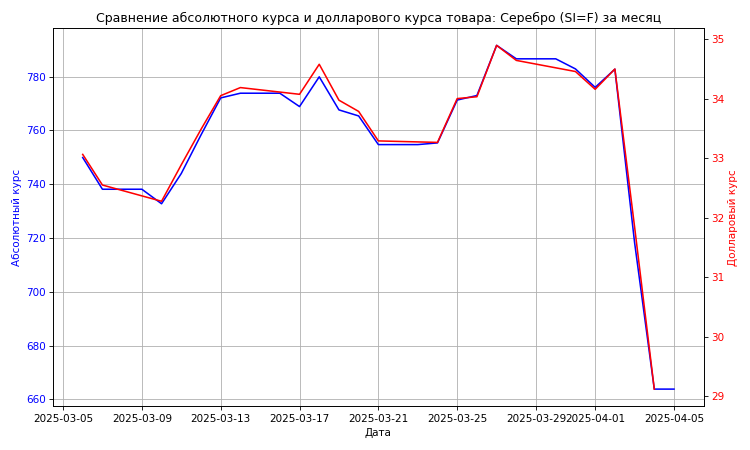 Сравнение абсолютного курса и долларового курса товара: Серебро (SI=F) за месяц
Абсолютный курс
780
760
740
720
700
680
660
35
34
33
32
31
30
29
Долларовый курс
2025-03-05 2025-03-09 2025-03-13 2025-03-17 2025-03-21 2025-03-25 2025-03-29 2025-04-01 2025-04-05
Дата